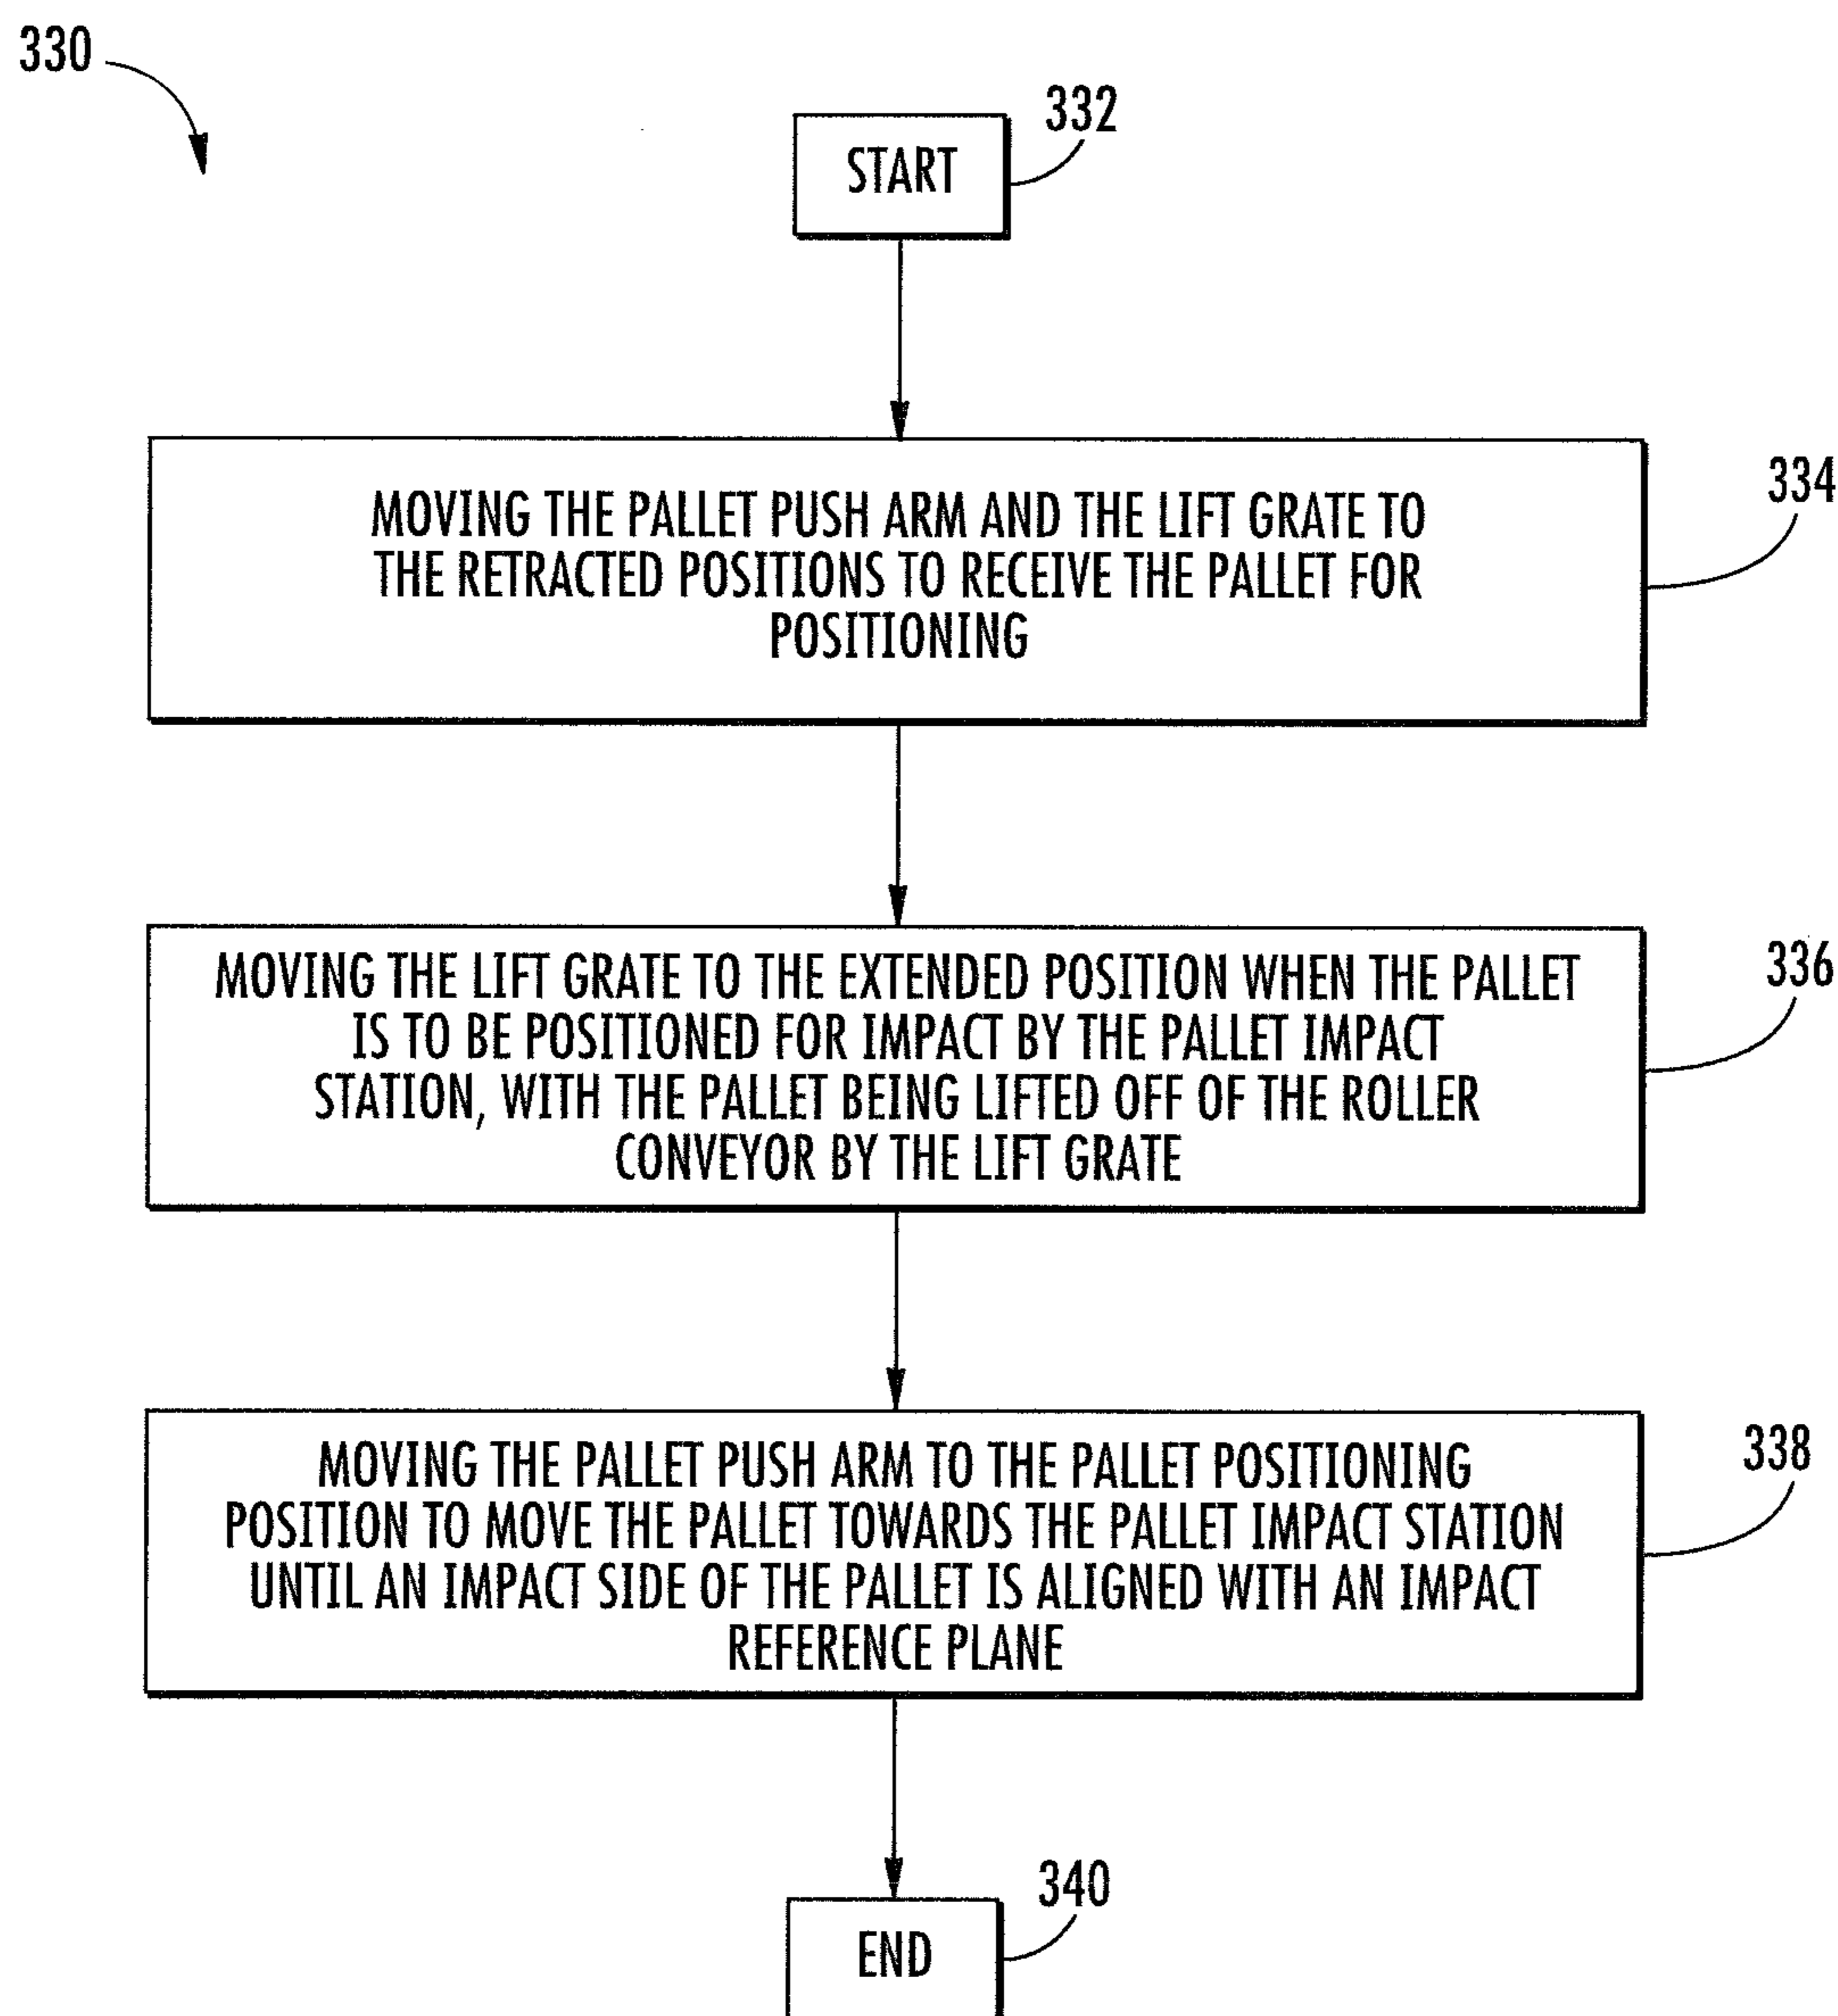 330
332
START
334
MOVING THE PALLET PUSH ARM AND THE LIFT GRATE TO
THE RETRACTED POSITIONS TO RECEIVE THE PALLET FOR
POSITIONING
336
MOVING THE LIFT GRATE TO THE EXTENDED POSITION WHEN THE PALLET
IS TO BE POSITIONED FOR IMPACT BY THE PALLET IMPACT
STATION, WITH THE PALLET BEING LIFTED OFF OF THE ROLLER
CONVEYOR BY THE LIFT GRATE
338
MOVING THE PALLET PUSH ARM TO THE PALLET POSITIONING
POSITION TO MOVE THE PALLET TOWARDS THE PALLET IMPACT STATION
UNTIL AN IMPACT SIDE OF THE PALLET IS ALIGNED WITH AN IMPACT
REFERENCE PLANE
340
END